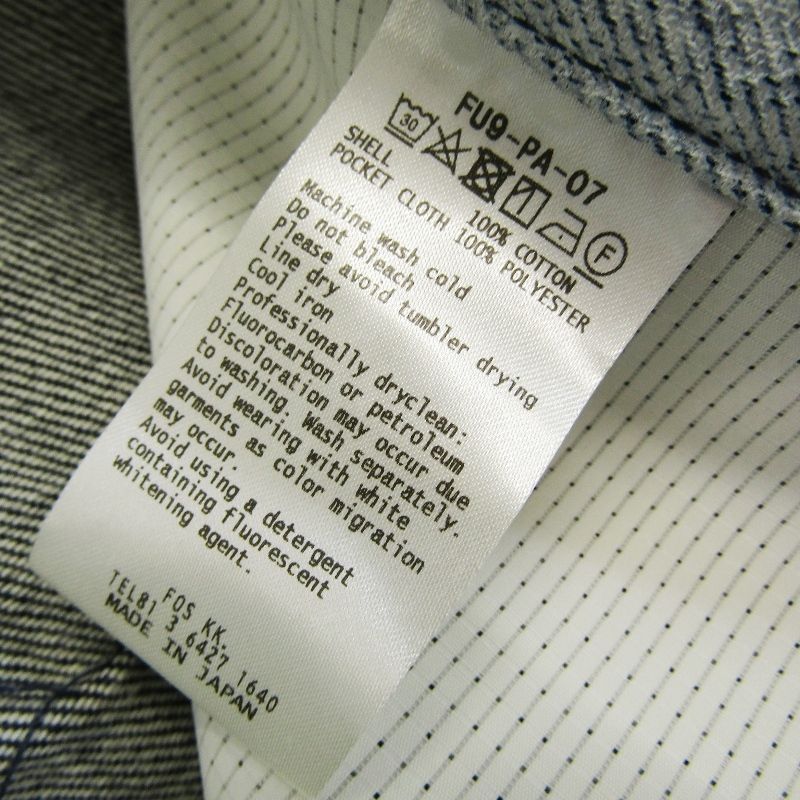 FU9-PA-07
30
F
SHELL 100% COTTON
POCKET CLOTH 100% POLYESTER
Machine wash cold
Do not bleach
Please avoid tumbler drying
Line dry
Cool iron
Professionally dryclean:
Fluorocarbon or petroleum
Discoloration may occur due
to washing. Wash separately.
Avoid wearing with white
garments as color migration
may occur.
Avoid using a detergent
containing fluorescent
whitening agent.
FOS KK.
TEL81 3 6427 1640
MADE IN JAPAN